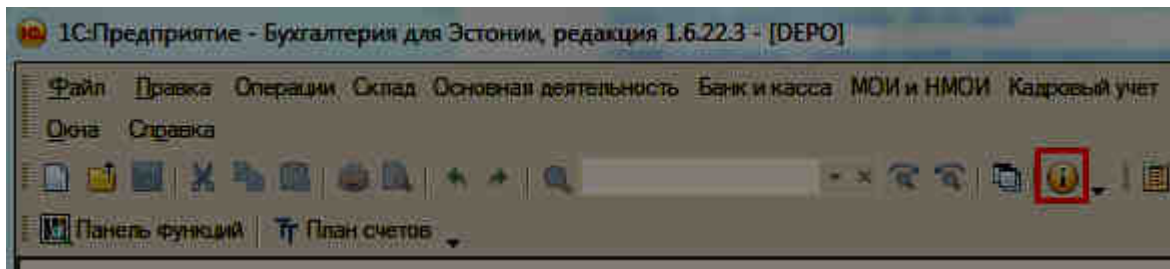 1С:Предприятие - Бухгалтерия для Эстонии, редакция 1.6.22.3 - [DEPO]
Файл Правка Операции Склад Основная деятельность Банк и касса МОИ и НМОИ Кадровый учет
Окна Справка
Панель функций Тт План счетов